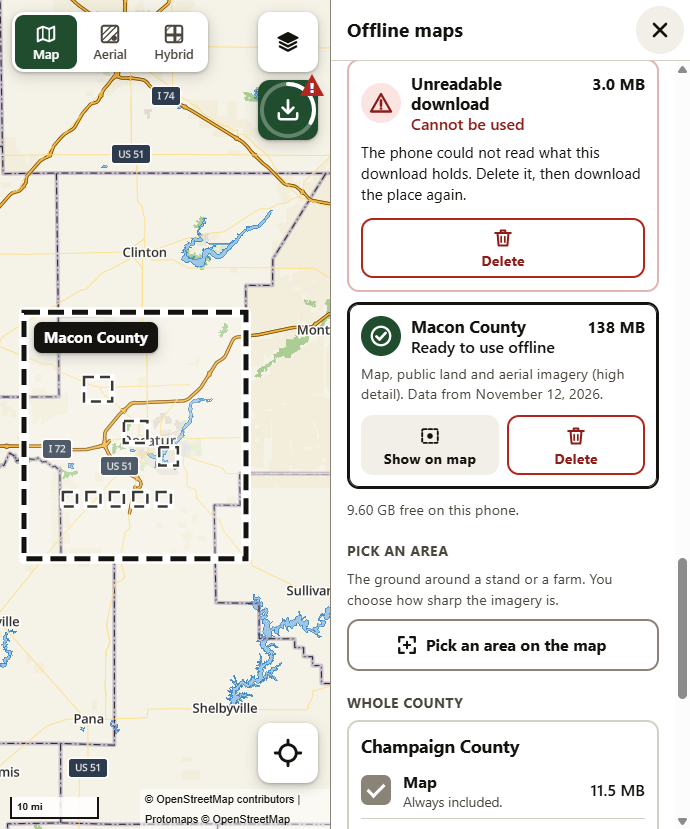 Map
Aerial
Hybrid
I 74
US 51
Clinton
Macon County
Mont
I 72
US 51
Sullivan
ville
Shelbyville
Pana
mis
US 51
10 mi
© OpenStreetMap contributors |
Protomaps © OpenStreetMap
Offline maps
Unreadable
download
3.0 MB
Cannot be used
The phone could not read what this
download holds. Delete it, then download
the place again.
Delete
Macon County
138 MB
Ready to use offline
Map, public land and aerial imagery (high
detail). Data from November 12, 2026.
Show on map
Delete
9.60 GB free on this phone.
PICK AN AREA
The ground around a stand or a farm. You
choose how sharp the imagery is.
Pick an area on the map
WHOLE COUNTY
Champaign County
Map
11.5 MB
Always included.